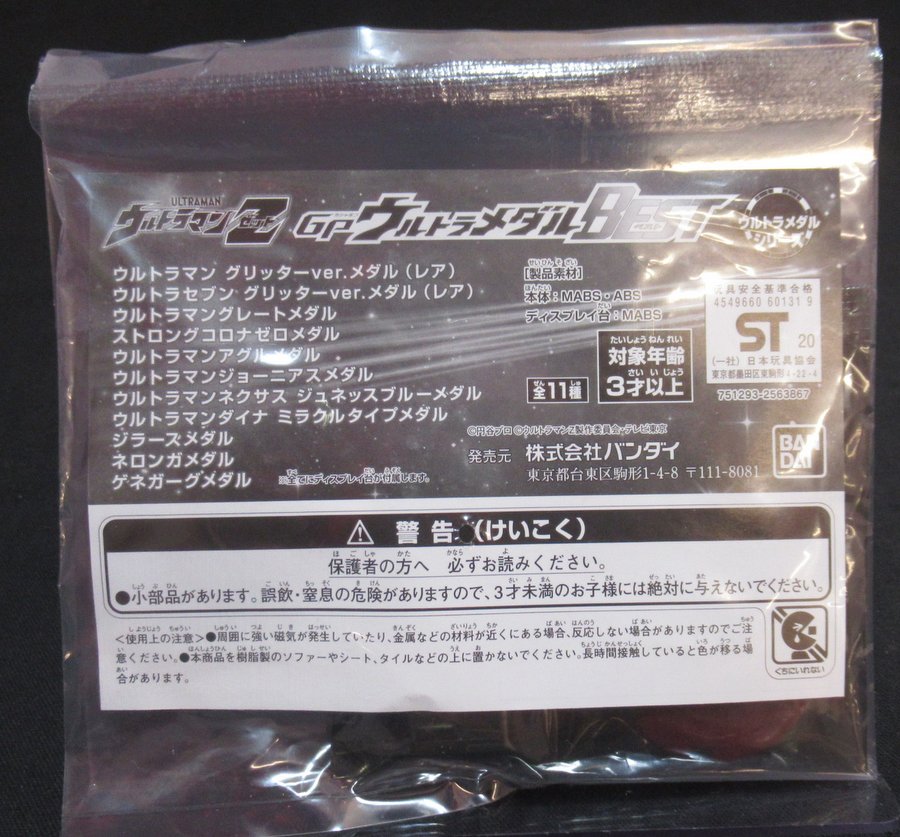 ULTRAMAN
ウルトラマンZ
ゼット
GPウルトラメダルBEST
ウルトラメダル
シリーズ
ウルトラマン グリッターver.メダル（レア）
ウルトラセブン グリッターver.メダル（レア）
ウルトラマングレートメダル
ストロングコロナゼロメダル
ウルトラマンアグルメダル
ウルトラマンジョーニアスメダル
ウルトラマンネクサス ジュネッスブルーメダル
ウルトラマンダイナ ミラクルタイプメダル
ジラースメダル
ネロンガメダル
ゲネガーグメダル
※全てにディスプレイ台が付属します。
[製品素材]
本体：MABS・ABS
ディスプレイ台：MABS
全11種
対象年齢
3才以上
玩具安全基準合格
4549660 60131 9
ST 20
(一社) 日本玩具協会
東京都墨田区東駒形4-22-4
751293-2563867
©円谷プロ ©ウルトラマンZ製作委員会・テレビ東京
発売元 株式会社バンダイ
東京都台東区駒形1-4-8 〒111-8081
BANDAI
⚠ 警告（けいこく）
保護者の方へ 必ずお読みください。
●小部品があります。誤飲・窒息の危険がありますので、3才未満のお子様には絶対に与えないでください。
＜使用上の注意＞●周囲に強い磁気が発生していたり、金属などの材料が近くにある場合、反応しない場合がありますのでご注
意ください。●本商品を樹脂製のソファーやシート、タイルなどの上に置かないでください。長時間接触していると色が移る場
合があります。
くちにいれない